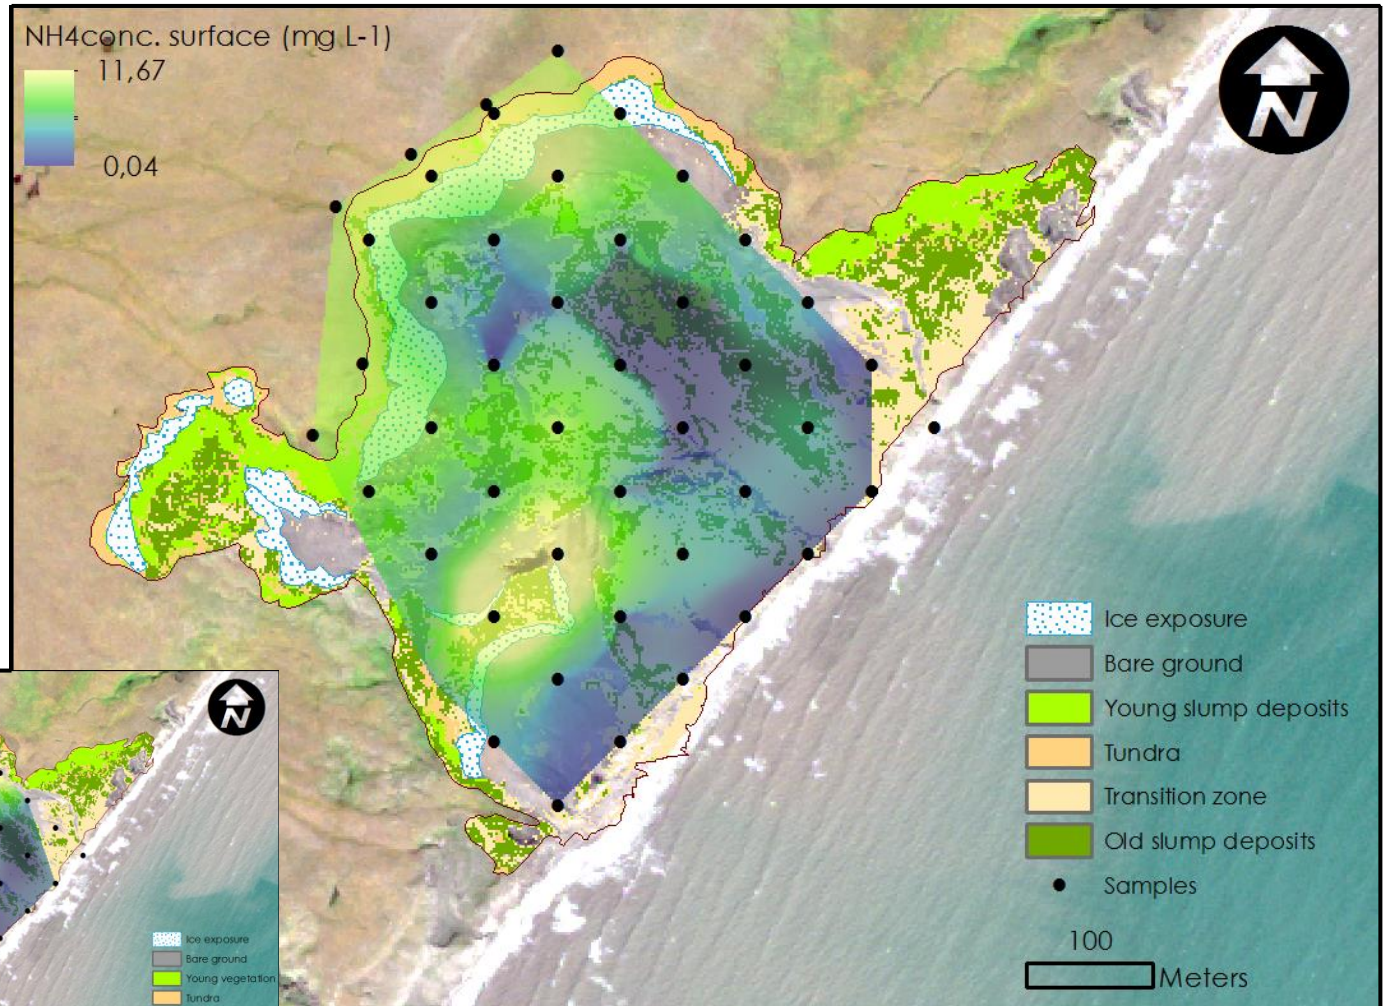 NH4conc. surface (mg L-1)
11,67
0,04
N
Ice exposure
Bare ground
Young slump deposits
Tundra
Transition zone
Old slump deposits
Samples
100
Meters
N
Ice exposure
Bare ground
Young vegetation
Tundra